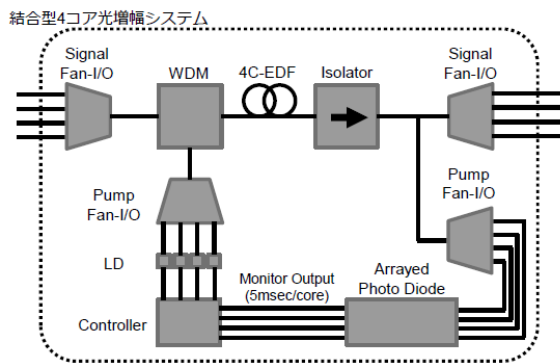 結合型4コア光増幅システム
Signal
Fan-I/O
WDM
4C-EDF
Isolator
Signal
Fan-I/O
Pump
Fan-I/O
Pump
Fan-I/O
LD
Monitor Output
(5msec/core)
Arrayed
Photo Diode
Controller